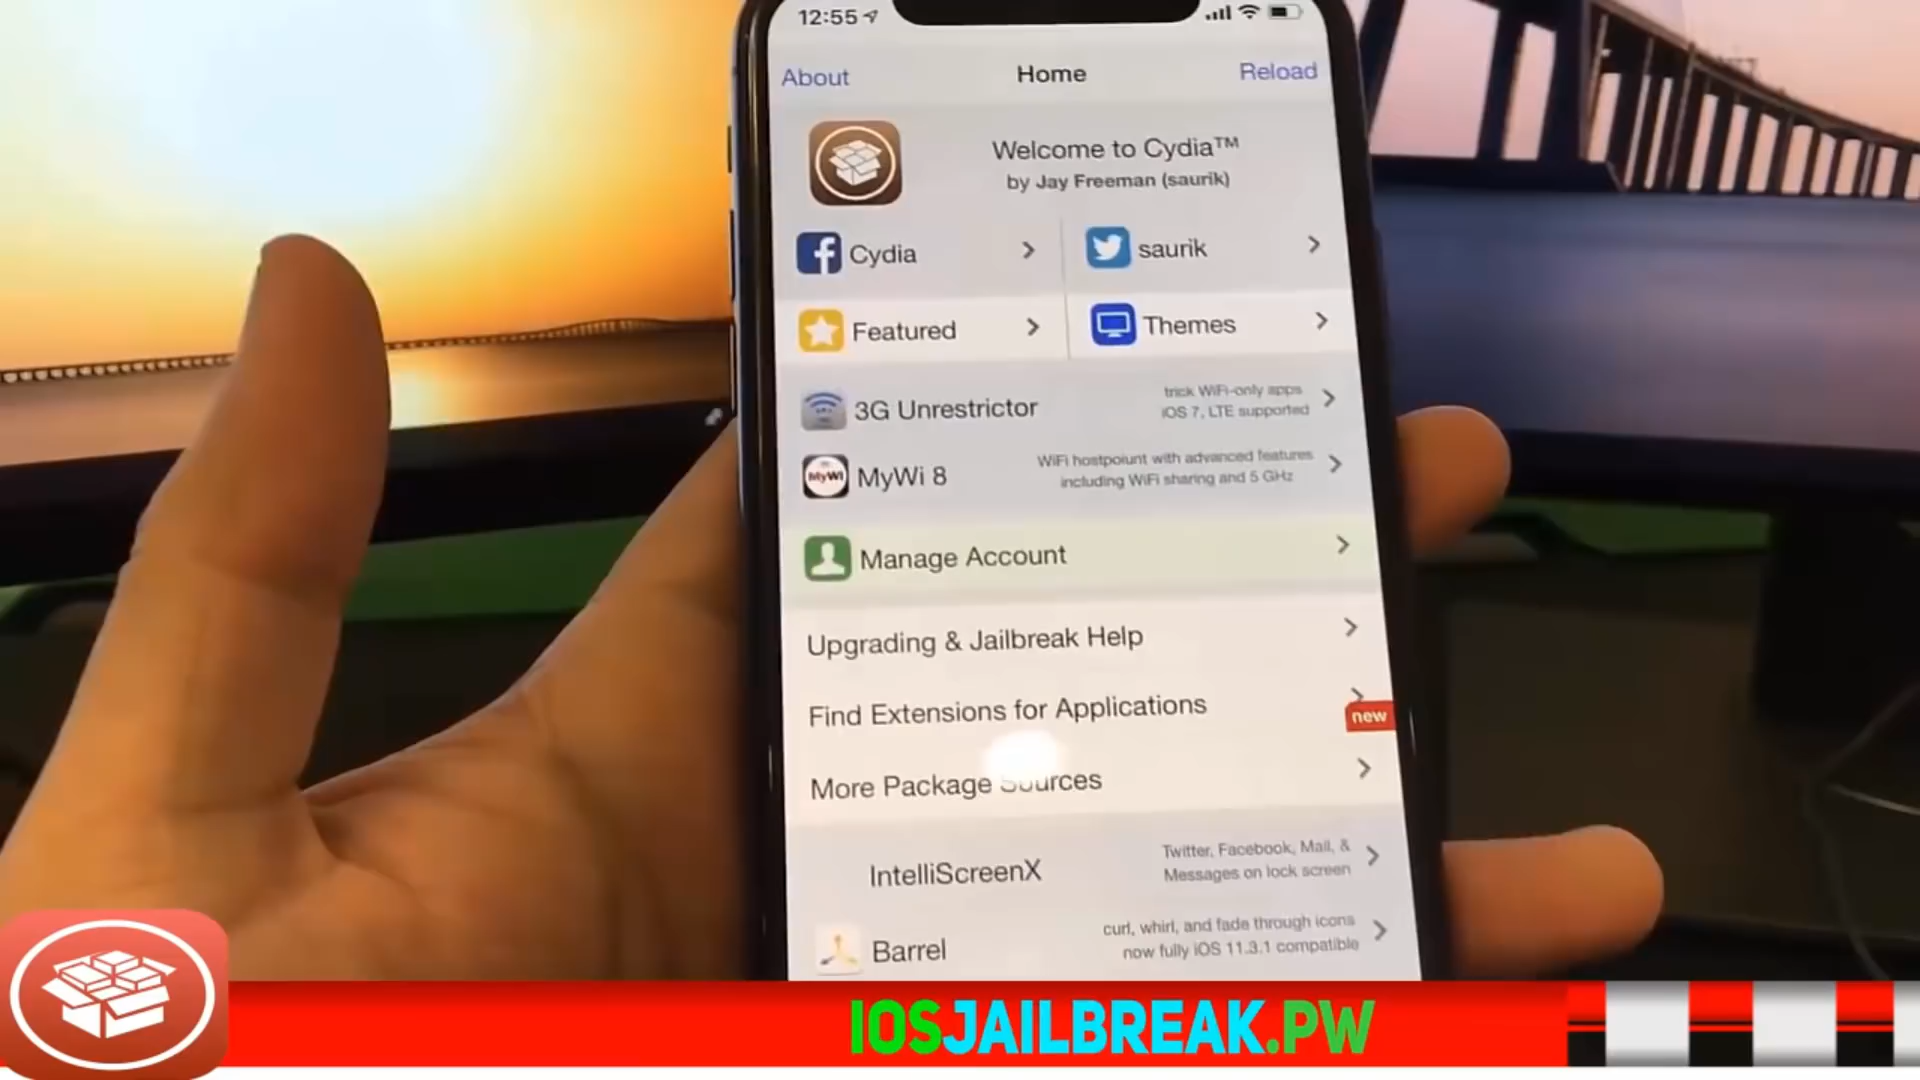 12:55
About
Home
Reload
Welcome to Cydia™
by Jay Freeman (saurik)
Cydia
saurik
Featured
Themes
3G Unrestrictor
trick WiFi-only apps
iOS 7, LTE supported
MyWi 8
MyWi
WiFi hostpoiunt with advanced features
including WiFi sharing and 5 GHz
Manage Account
Upgrading & Jailbreak Help
Find Extensions for Applications
new
More Package Sources
IntelliScreenX
Twitter, Facebook, Mail, &
Messages on lock screen
Barrel
curl, whirl, and fade through icons
now fully iOS 11.3.1 compatible
IOSJAILBREAK.PW